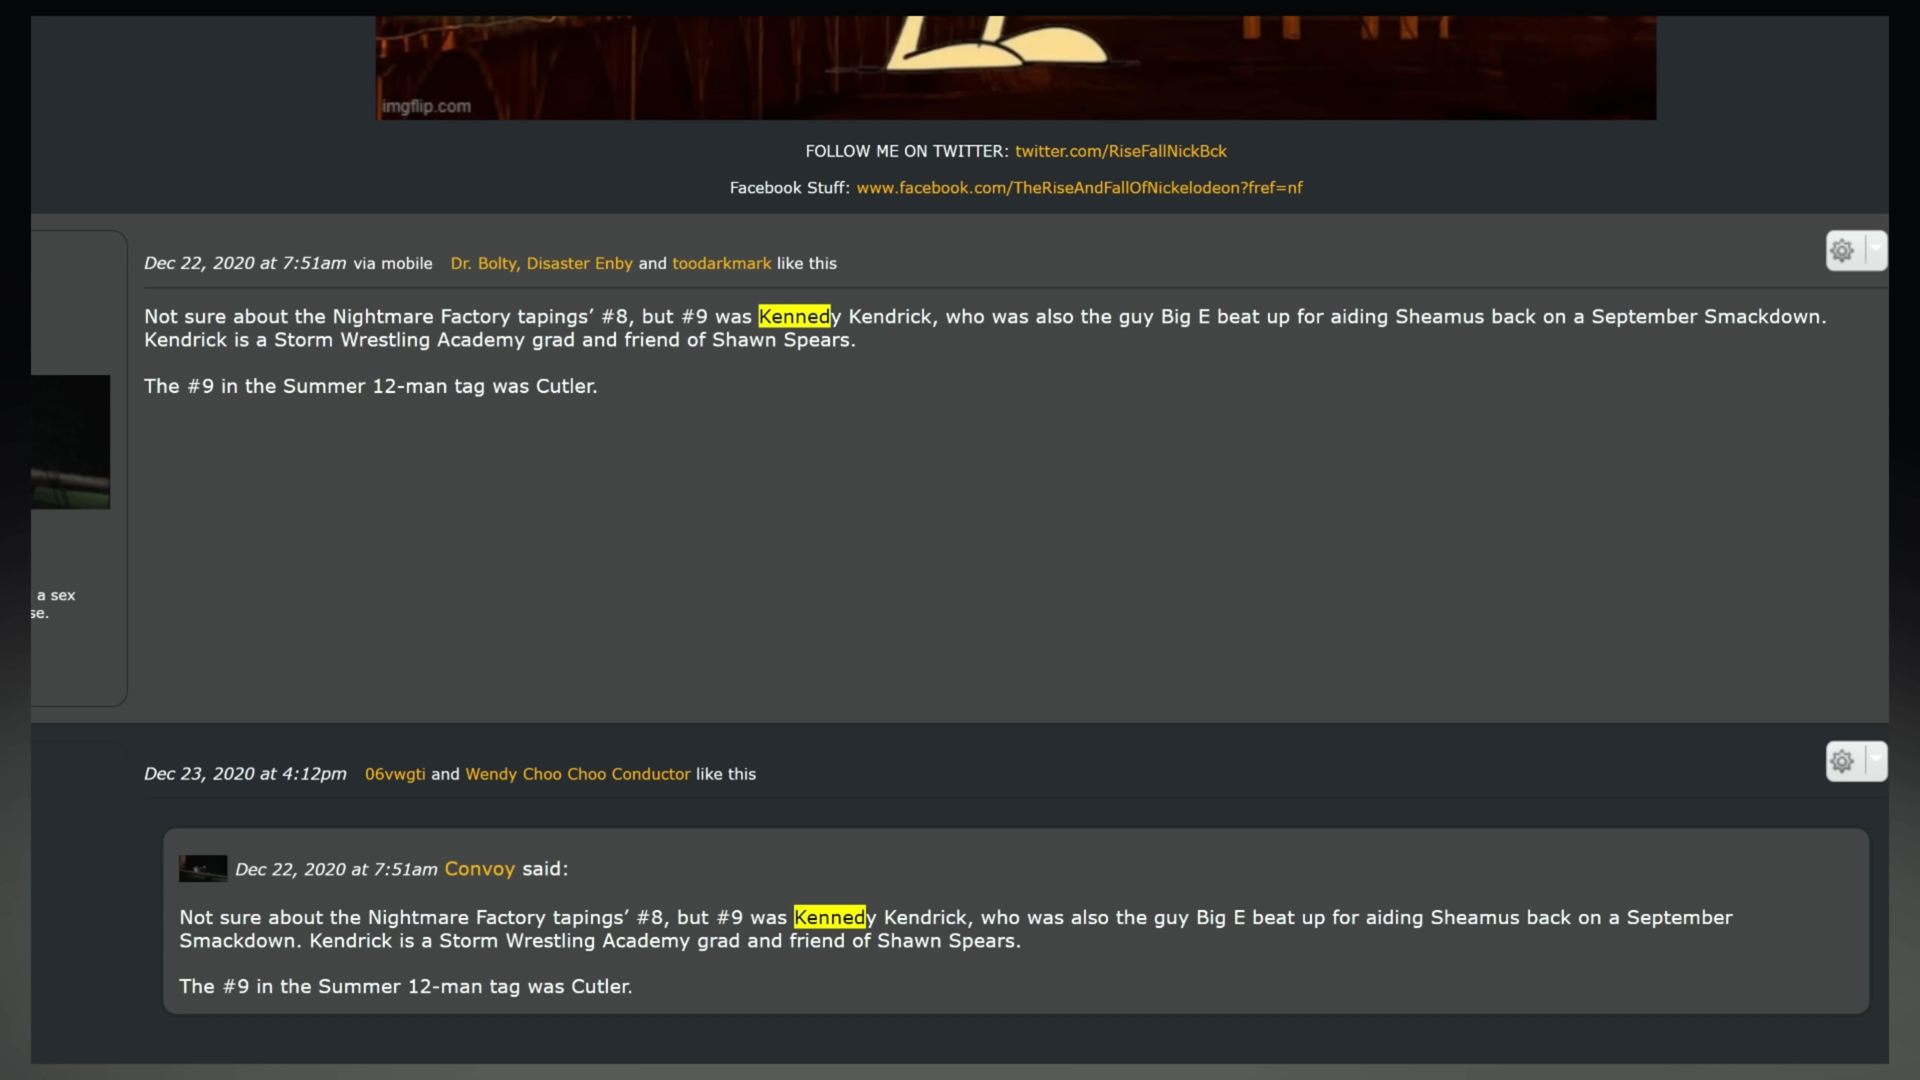 imgflip.com
FOLLOW ME ON TWITTER: twitter.com/RiseFallNickBck
Facebook Stuff: www.facebook.com/TheRiseAndFallOfNickelodeon?fref=nf
Dec 22, 2020 at 7:51am via mobile Dr. Bolty, Disaster Enby and toodarkmark like this
Not sure about the Nightmare Factory tapings’ #8, but #9 was Kennedy Kendrick, who was also the guy Big E beat up for aiding Sheamus back on a September Smackdown.
Kendrick is a Storm Wrestling Academy grad and friend of Shawn Spears.
The #9 in the Summer 12-man tag was Cutler.
a sex
se.
Dec 23, 2020 at 4:12pm 06vwgti and Wendy Choo Choo Conductor like this
Dec 22, 2020 at 7:51am Convoy said:
Not sure about the Nightmare Factory tapings’ #8, but #9 was Kennedy Kendrick, who was also the guy Big E beat up for aiding Sheamus back on a September
Smackdown. Kendrick is a Storm Wrestling Academy grad and friend of Shawn Spears.
The #9 in the Summer 12-man tag was Cutler.